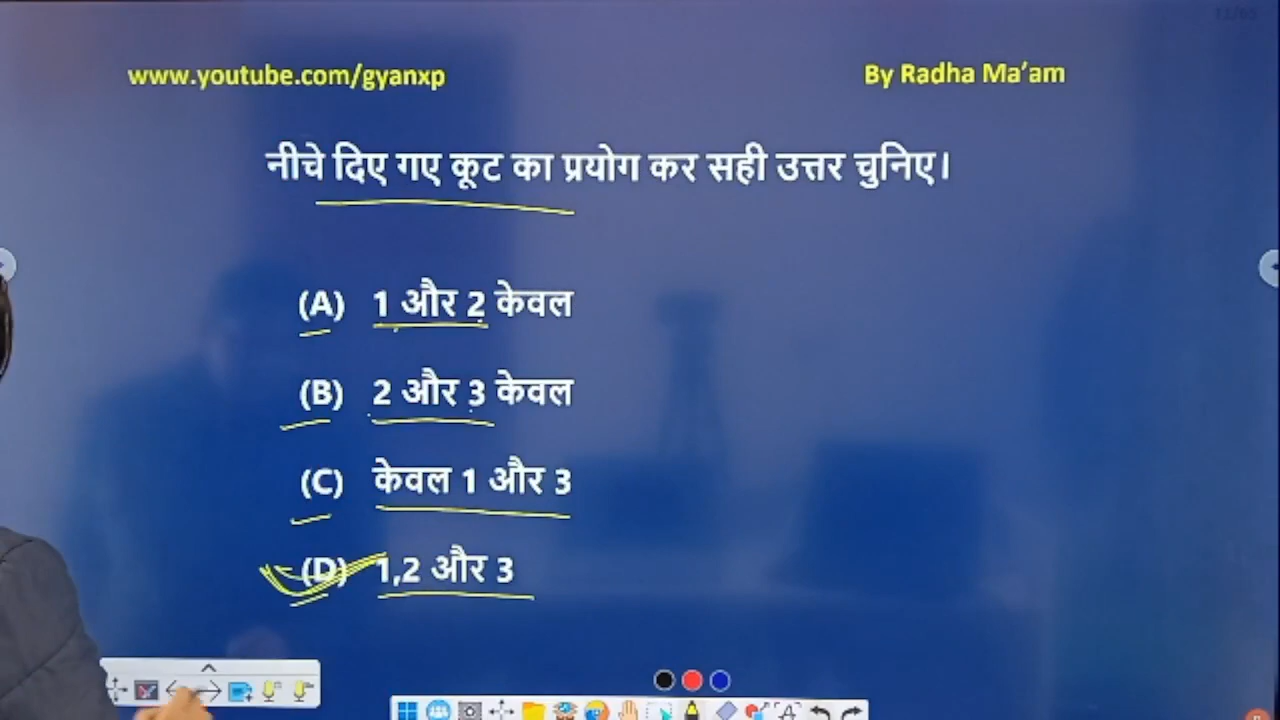 www.youtube.com/gyanxp
By Radha Ma'am
नीचे दिए गए कूट का प्रयोग कर सही उत्तर चुनिए।
(A) 1 और 2 केवल
(B) 2 और 3 केवल
(C) केवल 1 और 3
(D) 1,2 और 3